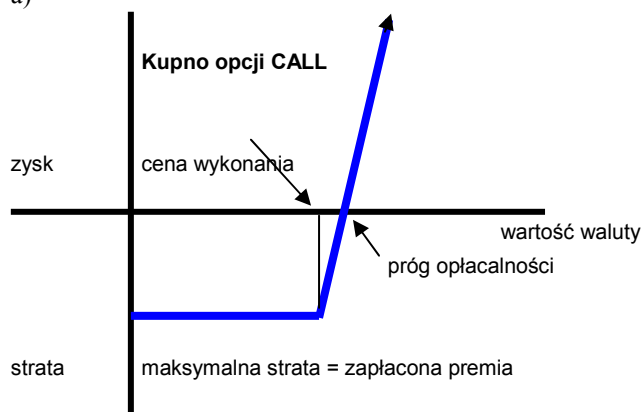 a)
Kupno opcji CALL
zysk
cena wykonania
wartość waluty
próg opłacalności
strata
maksymalna strata = zapłacona premia